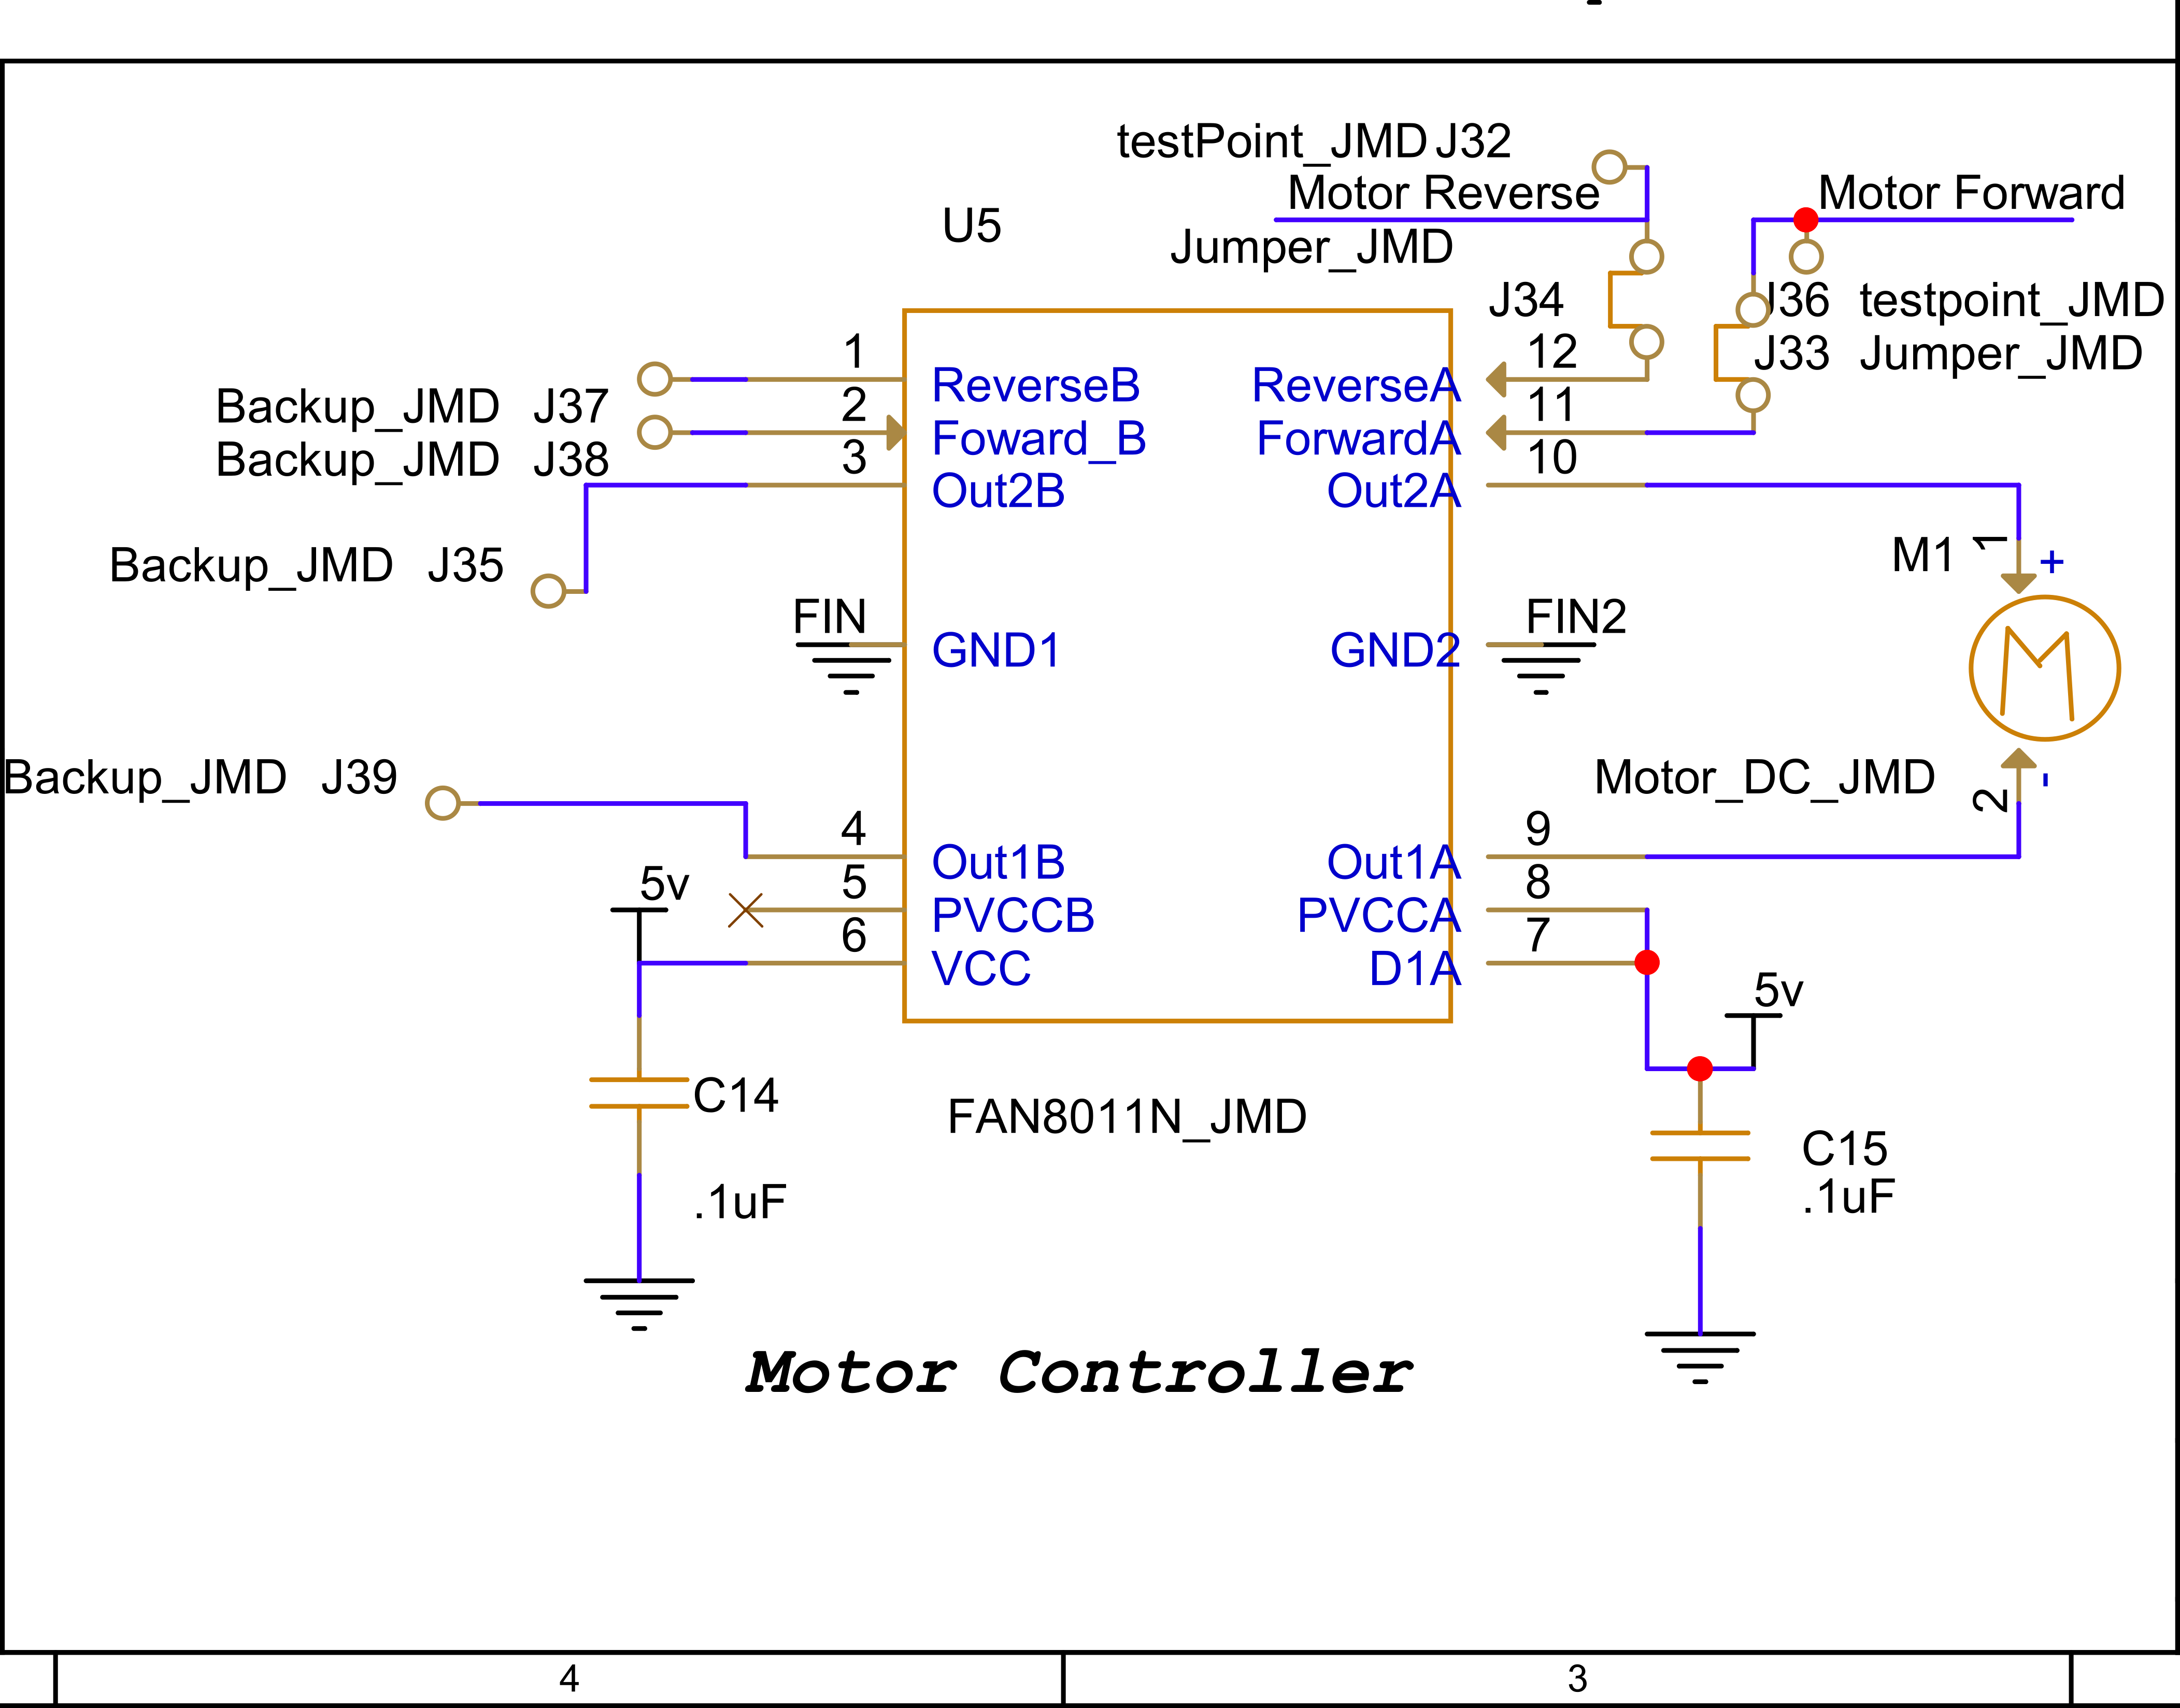 testPoint_JMD J32
Motor Reverse
Motor Forward
U5
Jumper_JMD
J34
J36 testpoint_JMD
J33 Jumper_JMD
1
ReverseB
ReverseA
12
Backup_JMD J37
2
Foward_B
ForwardA
11
Backup_JMD J38
3
Out2B
Out2A
10
Backup_JMD J35
M1
1
+
FIN
GND1
GND2
FIN2
Backup_JMD J39
Motor_DC_JMD
2
-
4
Out1B
Out1A
9
5v
5
PVCCB
PVCCA
8
6
VCC
D1A
7
5v
C14
.1uF
FAN8011N_JMD
C15
.1uF
Motor Controller
4
3